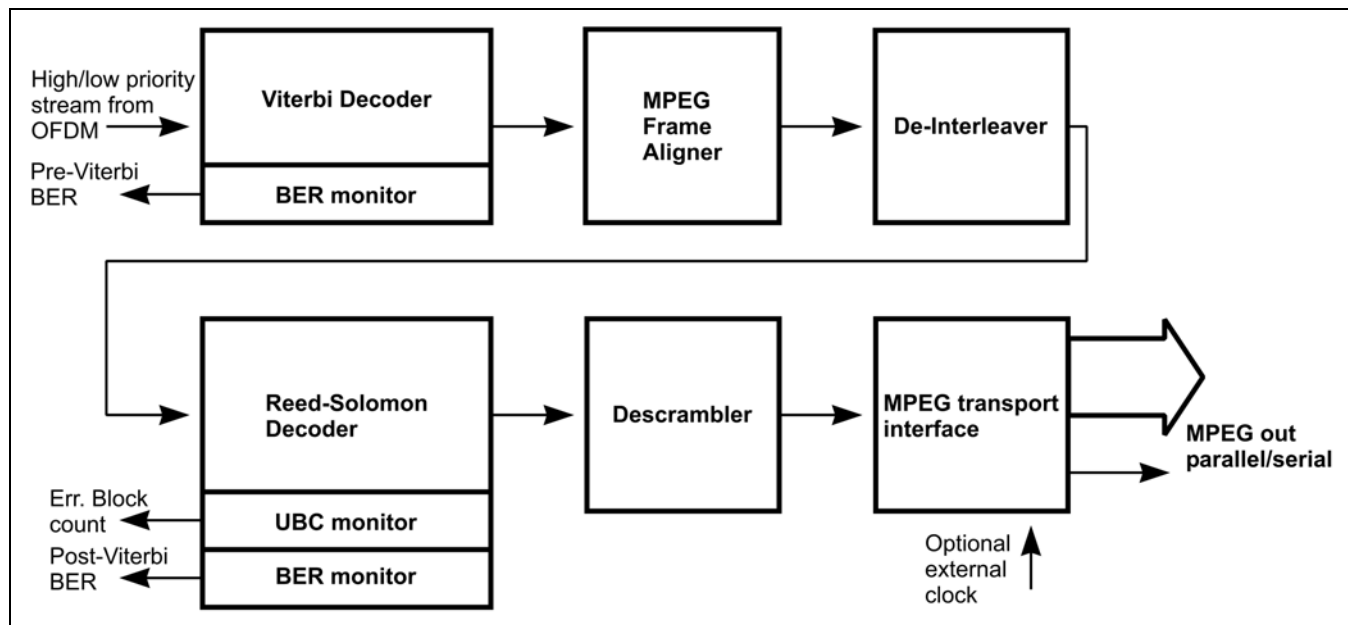 High/low priority
stream from
OFDM
Viterbi Decoder
MPEG
Frame
Aligner
De-Interleaver
Pre-Viterbi
BER
BER monitor
Reed-Solomon
Decoder
Descrambler
MPEG transport
interface
MPEG out
parallel/serial
Err. Block
count
UBC monitor
Post-Viterbi
BER
BER monitor
Optional
external
clock